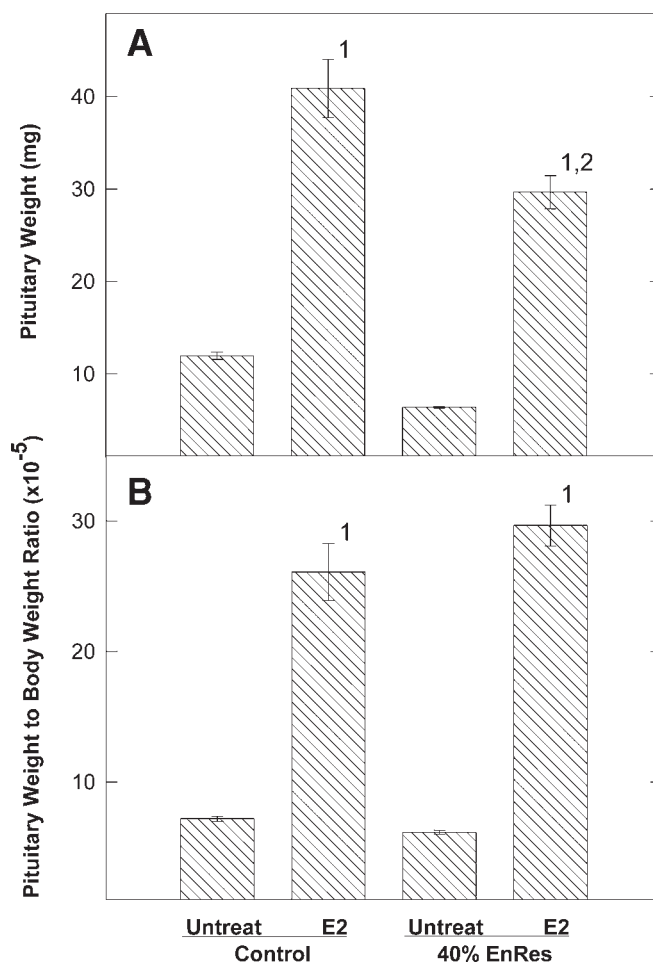 A
1
1,2
40
30
20
10
Pituitary Weight (mg)
B
1
1
30
20
10
Pituitary Weight to Body Weight Ratio (x10⁻⁵)
Untreat E2 Untreat E2
Control 40% EnRes